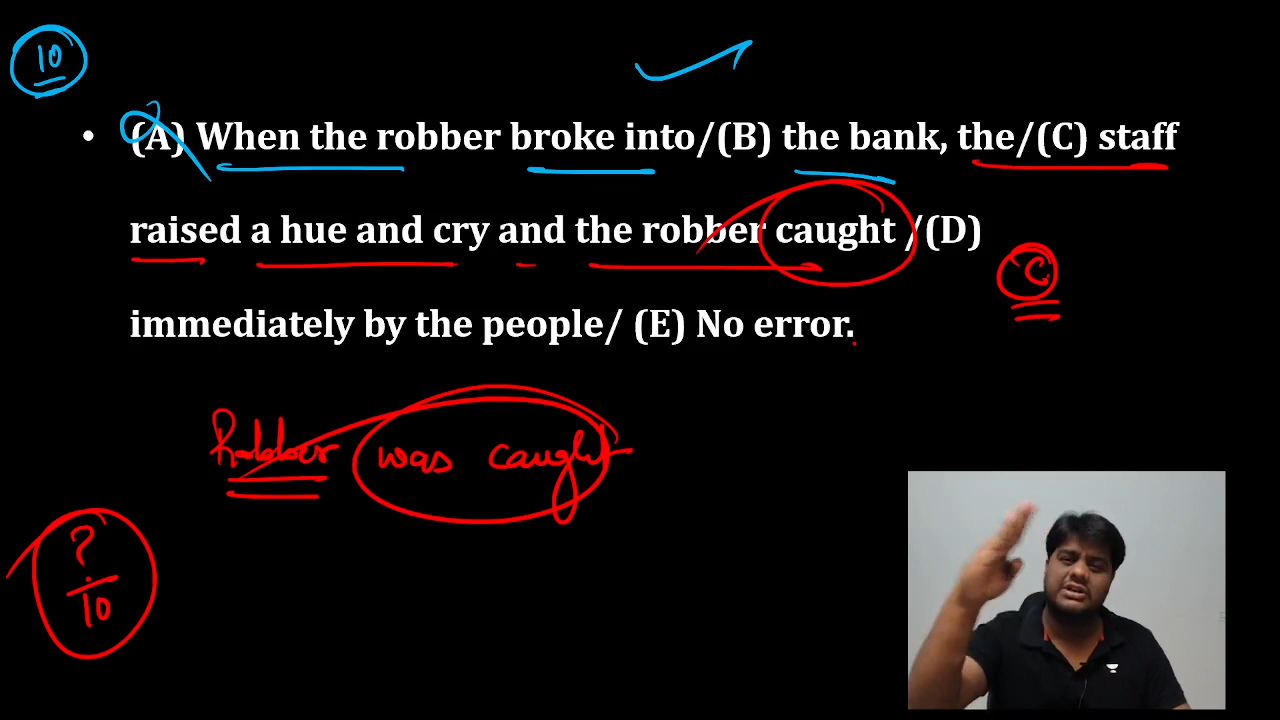 10
• (A) When the robber broke into/(B) the bank, the/(C) staff
raised a hue and cry and the robber caught /(D)
C
immediately by the people/ (E) No error.
Robber was caught
?
10